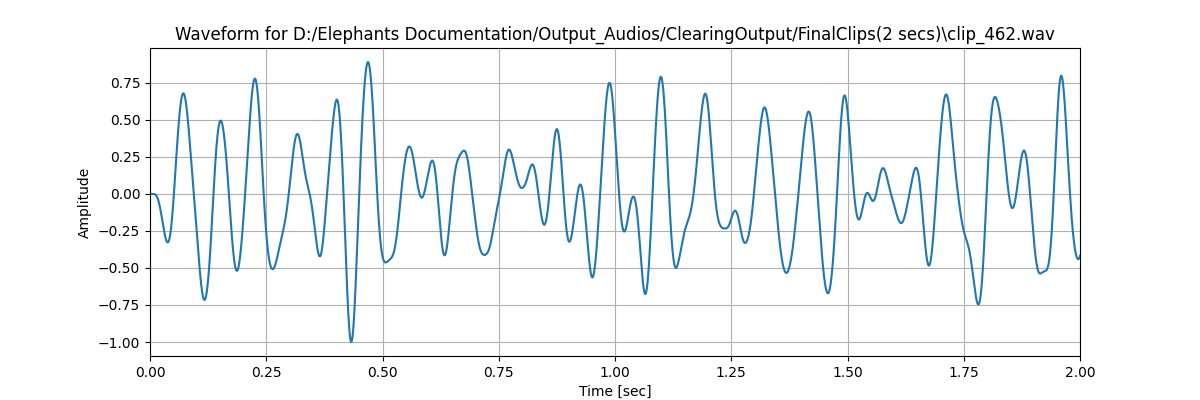 Waveform for D:/Elephants Documentation/Output_Audios/ClearingOutput/FinalClips(2 secs)\clip_462.wav
Amplitude
0.75
0.50
0.25
0.00
−0.25
−0.50
−0.75
−1.00
0.00 0.25 0.50 0.75 1.00 1.25 1.50 1.75 2.00
Time [sec]